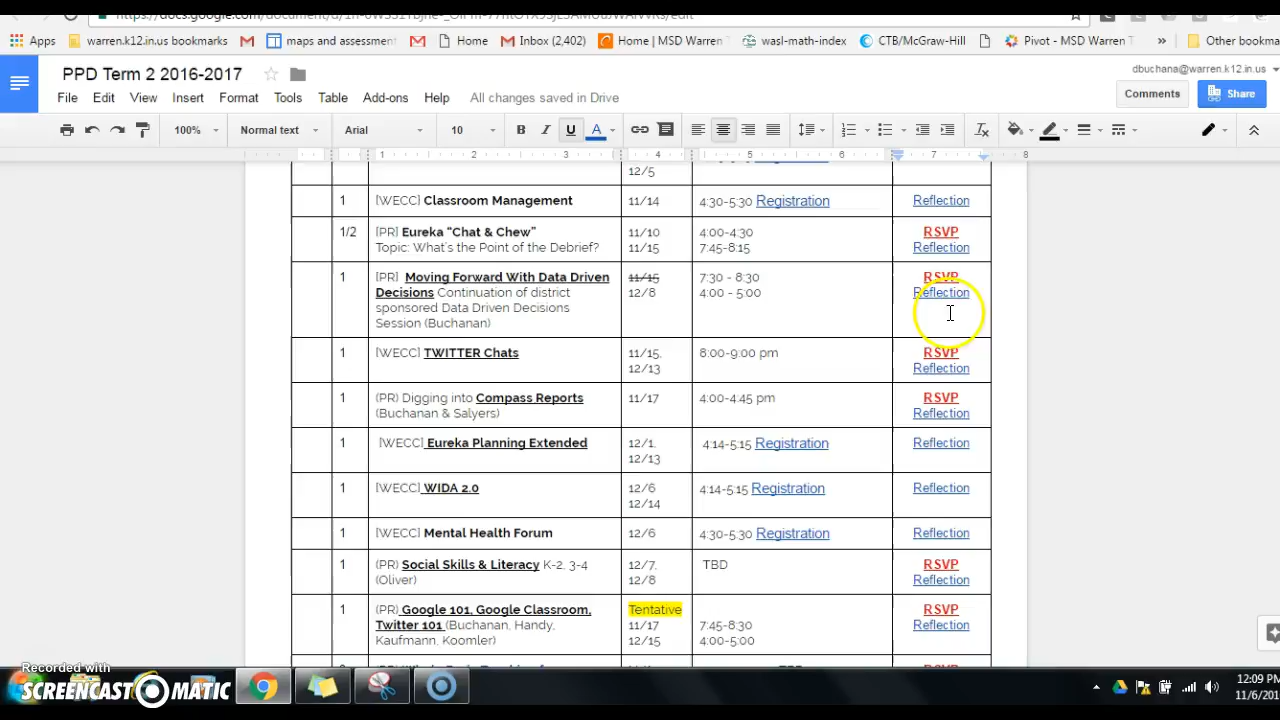 PPD Term 2 2016-2017
dbuchana@warren.k12.in.us
File Edit View Insert Format Tools Table Add-ons Help All changes saved in Drive
Comments Share
Apps warren.k12.in.us bookmarks maps and assessment Home Inbox (2,402) Home | MSD Warren T wasl-math-index CTB/McGraw-Hill Pivot - MSD Warren T » Other bookma
100% Normal text Arial 10 B I U A
1 2 3 4 5 6 7 8
12/5
1 [WECC] Classroom Management 11/14 4:30-5:30 Registration Reflection
1/2 [PR] Eureka “Chat & Chew” 11/10 4:00-4:30 RSVP
Topic: What's the Point of the Debrief? 11/15 7:45-8:15 Reflection
1 [PR] Moving Forward With Data Driven 11/15 7:30 - 8:30 RSVP
Decisions Continuation of district 12/8 4:00 - 5:00 Reflection
sponsored Data Driven Decisions
Session (Buchanan)
1 [WECC] TWITTER Chats 11/15, 8:00-9:00 pm RSVP
12/13 Reflection
1 (PR) Digging into Compass Reports 11/17 4:00-4:45 pm RSVP
(Buchanan & Salyers) Reflection
1 [WECC] Eureka Planning Extended 12/1, 4:14-5:15 Registration Reflection
12/13
1 [WECC] WIDA 2.0 12/6 4:14-5:15 Registration Reflection
12/14
1 [WECC] Mental Health Forum 12/6 4:30-5:30 Registration Reflection
1 (PR) Social Skills & Literacy K-2, 3-4 12/7, TBD RSVP
(Oliver) 12/8 Reflection
1 (PR) Google 101, Google Classroom, Tentative RSVP
Twitter 101 (Buchanan, Handy, 11/17 7:45-8:30 Reflection
Kaufmann, Koomler) 12/15 4:00-5:00
Recorded with
SCREENCAST O MATIC
12:09 PM
11/6/201